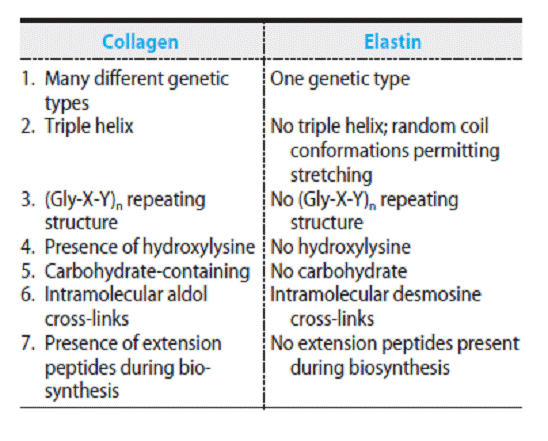 Collagen Elastin
1. Many different genetic One genetic type
types
2. Triple helix No triple helix; random coil
conformations permitting
stretching
3. (Gly-X-Y)n repeating No (Gly-X-Y)n repeating
structure structure
4. Presence of hydroxylysine No hydroxylysine
5. Carbohydrate-containing No carbohydrate
6. Intramolecular aldol Intramolecular desmosine
cross-links cross-links
7. Presence of extension No extension peptides present
peptides during bio- during biosynthesis
synthesis